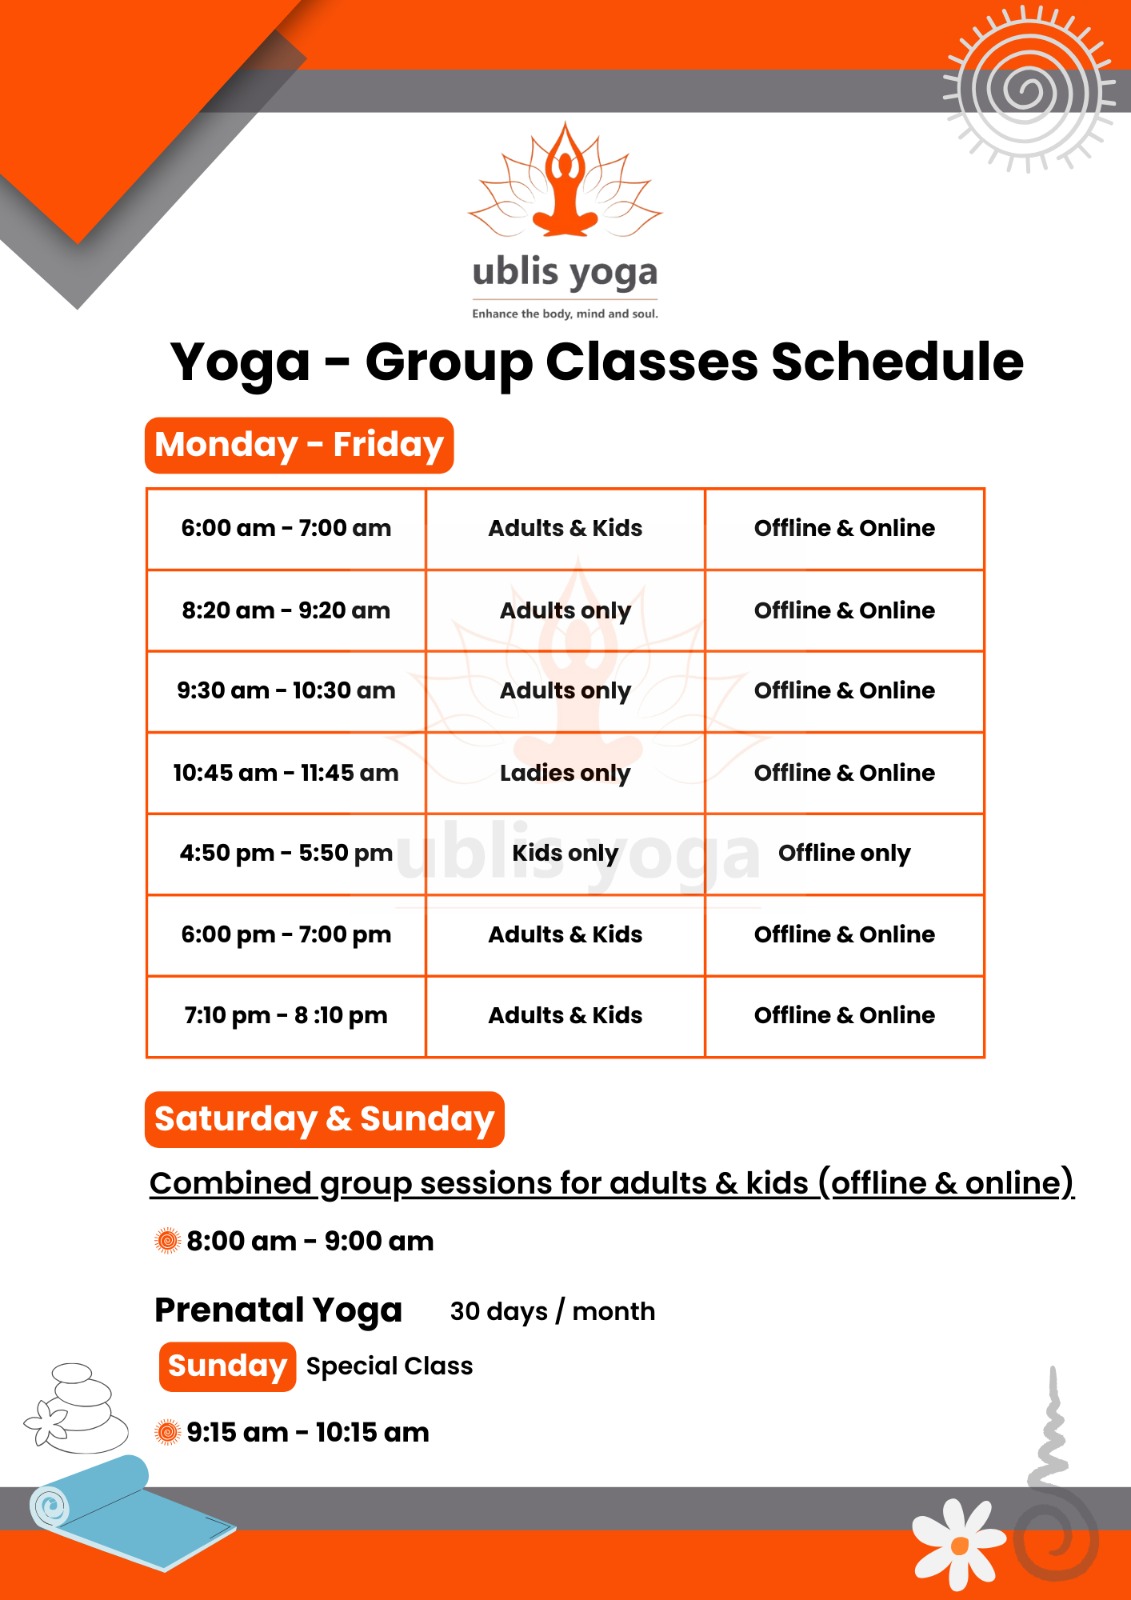 ublis yoga
Enhance the body, mind and soul.
Yoga - Group Classes Schedule
Monday - Friday
6:00 am - 7:00 am Adults & Kids Offline & Online
8:20 am - 9:20 am Adults only Offline & Online
9:30 am - 10:30 am Adults only Offline & Online
10:45 am - 11:45 am Ladies only Offline & Online
4:50 pm - 5:50 pm Kids only Offline only
ublis yoga
6:00 pm - 7:00 pm Adults & Kids Offline & Online
7:10 pm - 8 :10 pm Adults & Kids Offline & Online
Saturday & Sunday
Combined group sessions for adults & kids (offline & online)
8:00 am - 9:00 am
Prenatal Yoga 30 days / month
Sunday Special Class
9:15 am - 10:15 am